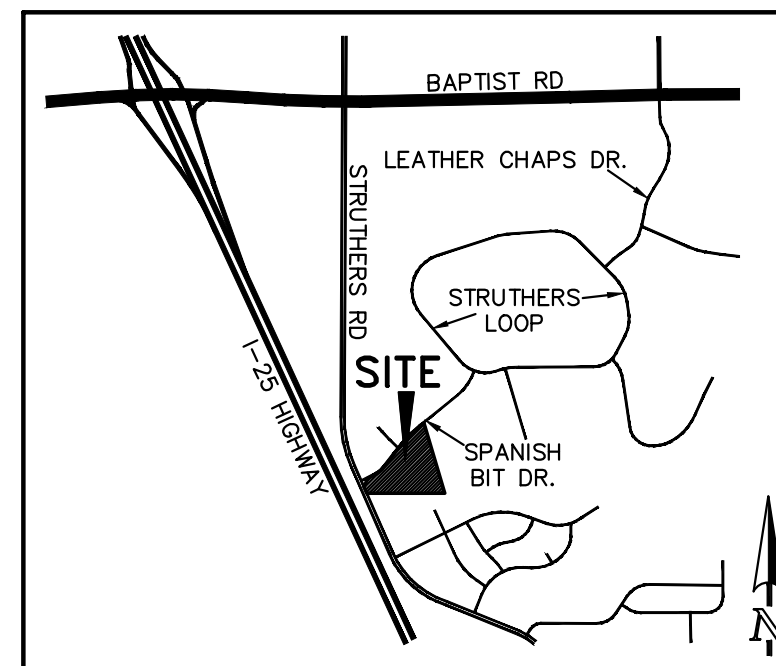 BAPTIST RD
LEATHER CHAPS DR.
STRUTHERS RD
STRUTHERS
LOOP
I-25 HIGHWAY
SITE
SPANISH
BIT DR.
N